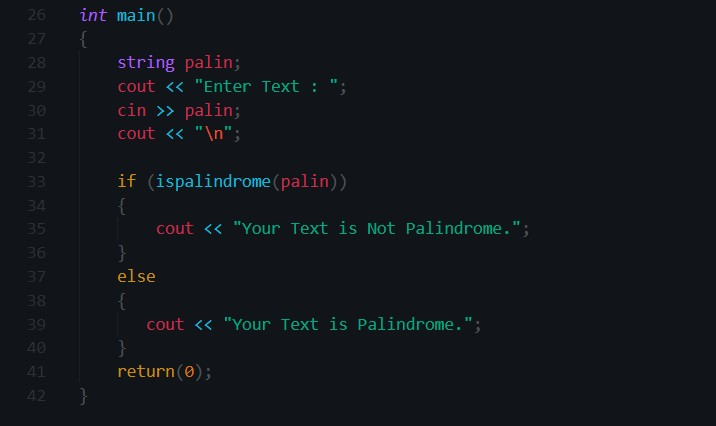 26 int main()
27 {
28 string palin;
29 cout << "Enter Text : ";
30 cin >> palin;
31 cout << "\n";
32
33 if (ispalindrome(palin))
34 {
35 cout << "Your Text is Not Palindrome.";
36 }
37 else
38 {
39 cout << "Your Text is Palindrome.";
40 }
41 return(0);
42 }